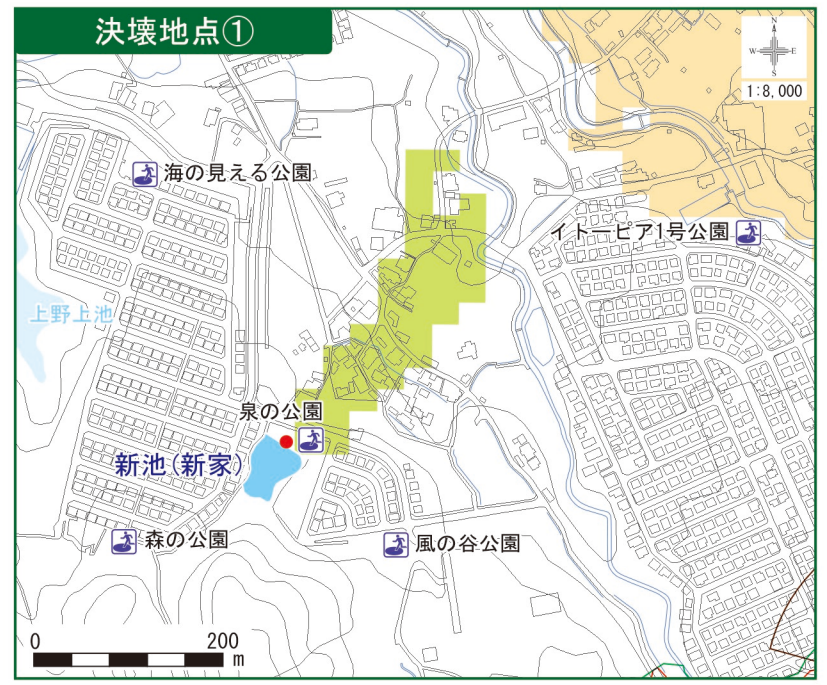 決壊地点①
N
W E
S
1:8,000
海の見える公園
イトーピア1号公園
上野上池
泉の公園
新池(新家)
森の公園
風の谷公園
0 200
m